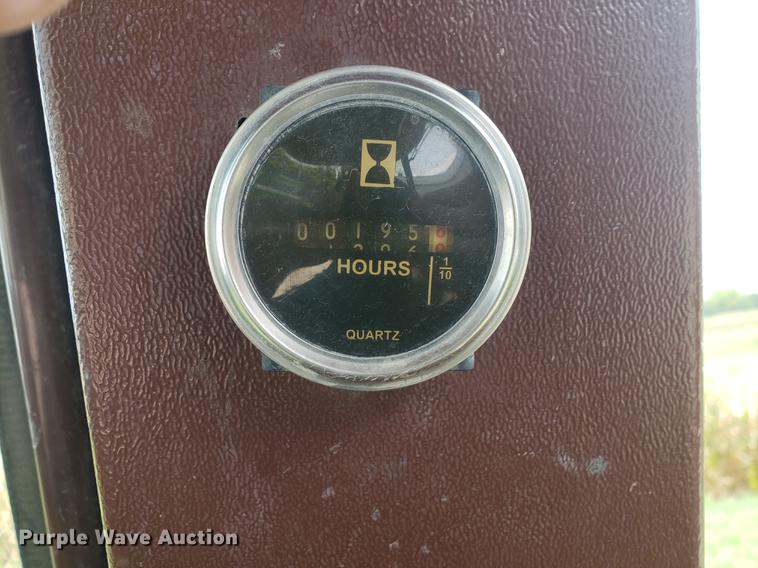 00195
HOURS
1/10
QUARTZ
Purple Wave Auction